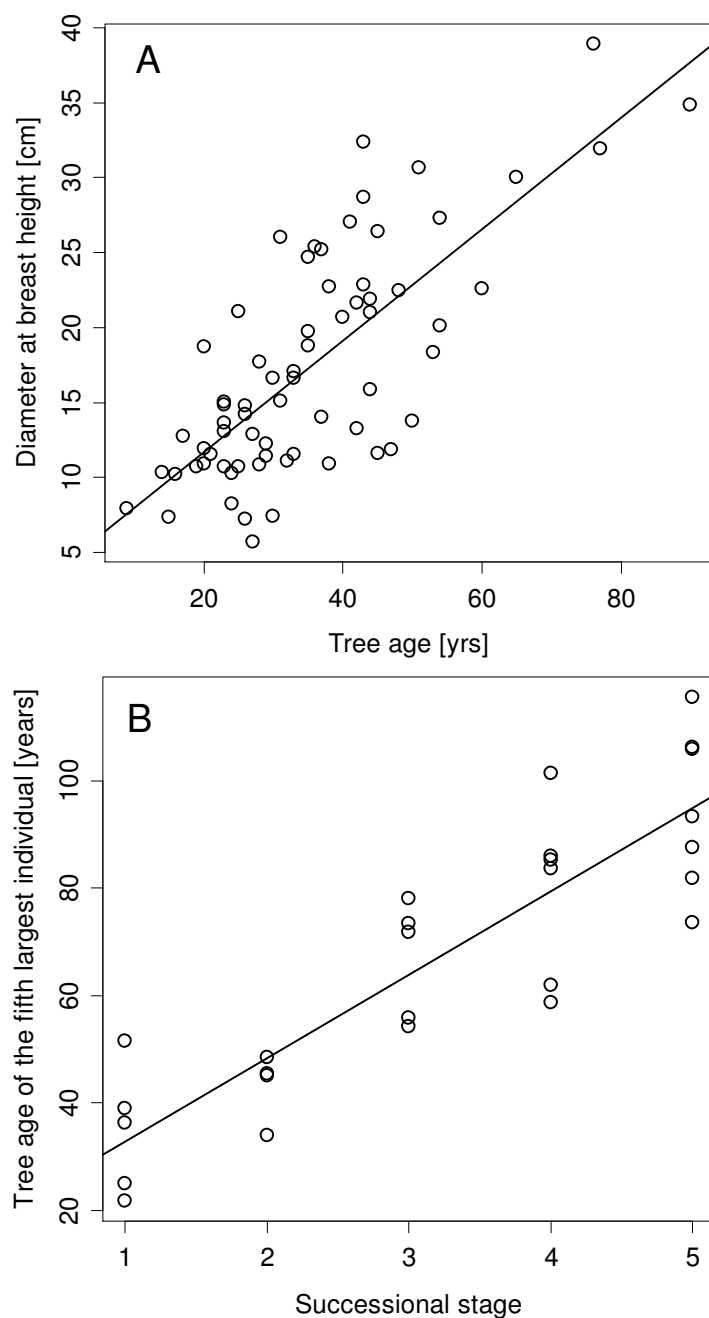 A
Diameter at breast height [cm]
40
35
30
25
20
15
10
5
20 40 60 80
Tree age [yrs]
B
Tree age of the fifth largest individual [years]
100
80
60
40
20
1 2 3 4 5
Successional stage